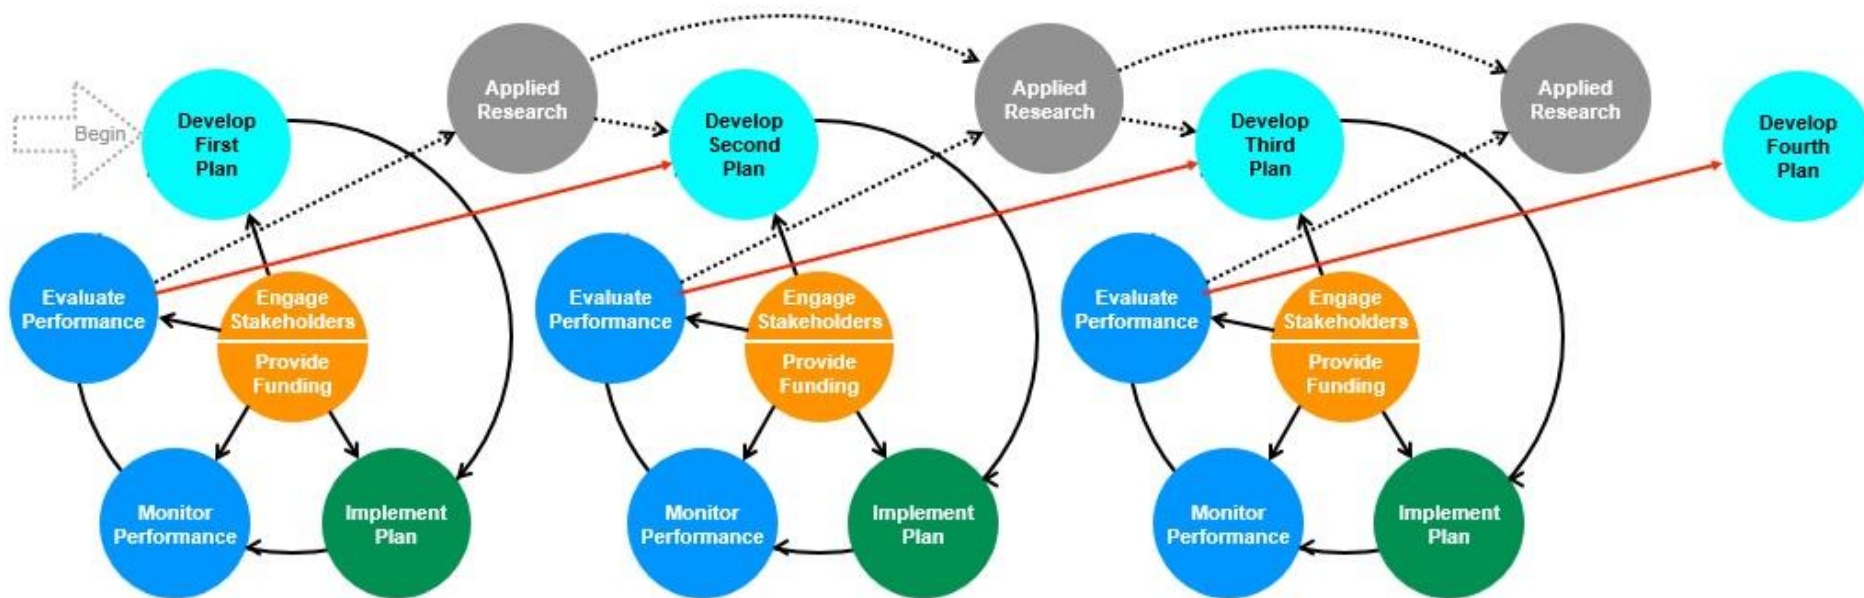 Begin
Develop
First
Plan
Applied
Research
Develop
Second
Plan
Applied
Research
Develop
Third
Plan
Applied
Research
Develop
Fourth
Plan
Evaluate
Performance
Engage
Stakeholders
Provide
Funding
Monitor
Performance
Implement
Plan
Evaluate
Performance
Engage
Stakeholders
Provide
Funding
Monitor
Performance
Implement
Plan
Evaluate
Performance
Engage
Stakeholders
Provide
Funding
Monitor
Performance
Implement
Plan